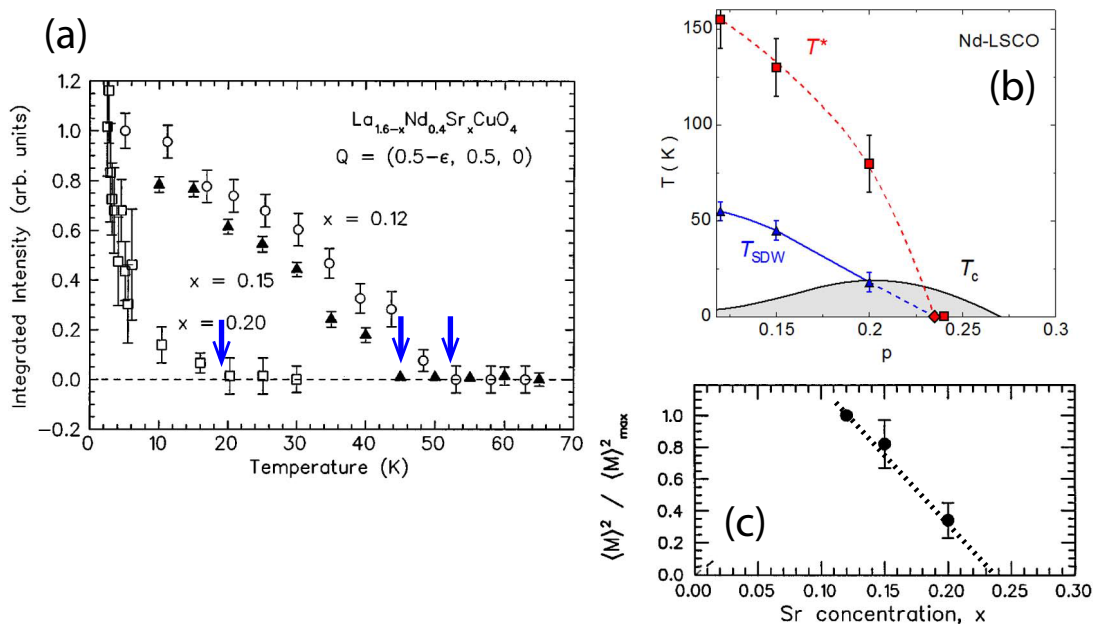 (a)
1.2
1.0
0.8
0.6
0.4
0.2
0.0
−0.2
Integrated Intensity (arb. units)
La1.6−xNd0.4SrxCuO4
Q = (0.5−ϵ, 0.5, 0)
x = 0.12
x = 0.15
x = 0.20
0 10 20 30 40 50 60 70
Temperature (K)
(b)
150
100
50
0
T ( K )
Nd-LSCO
T*
TSDW
Tc
0.15 0.2 0.25 0.3
p
(c)
1.0
0.8
0.6
0.4
0.2
0.0
⟨M⟩² / ⟨M⟩²max
0.00 0.05 0.10 0.15 0.20 0.25 0.30
Sr concentration, x